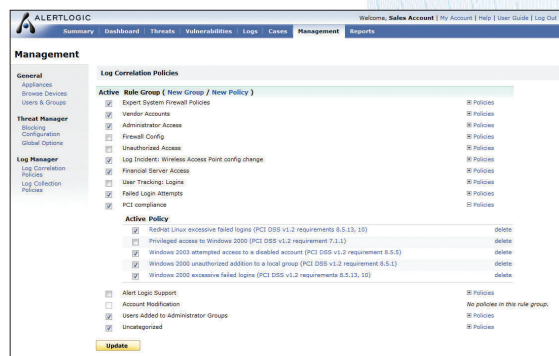 ALERTLOGIC
Welcome, Sales Account | My Account | Help | User Guide | Log Out
Summary Dashboard Threats Vulnerabilities Logs Cases Management Reports
Management
General
Appliances
Browse Devices
Users & Groups
Threat Manager
Blocking
Configuration
Global Options
Log Manager
Log Correlation
Policies
Log Collection
Policies
Log Correlation Policies
Active Rule Group ( New Group / New Policy )
Expert System Firewall Policies Policies
Vendor Accounts Policies
Administrator Access Policies
Firewall Config Policies
Unauthorized Access Policies
Log Incident: Wireless Access Point config change Policies
Financial Server Access Policies
User Tracking: Logins Policies
Failed Login Attempts Policies
PCI compliance Policies
Active Policy
RedHat Linux excessive failed logins (PCI DSS v1.2 requirements 8.5.13, 10) delete
Privileged access to Windows 2000 (PCI DSS v1.2 requirement 7.1.1) delete
Windows 2003 attempted access to a disabled account (PCI DSS v1.2 requirement 8.5.5) delete
Windows 2000 unauthorized addition to a local group (PCI DSS v1.2 requirement 8.5.1) delete
Windows 2000 excessive failed logins (PCI DSS v1.2 requirements 8.5.13, 10) delete
Alert Logic Support Policies
Account Modification No policies in this rule group.
Users Added to Administrator Groups Policies
Uncategorized Policies
Update